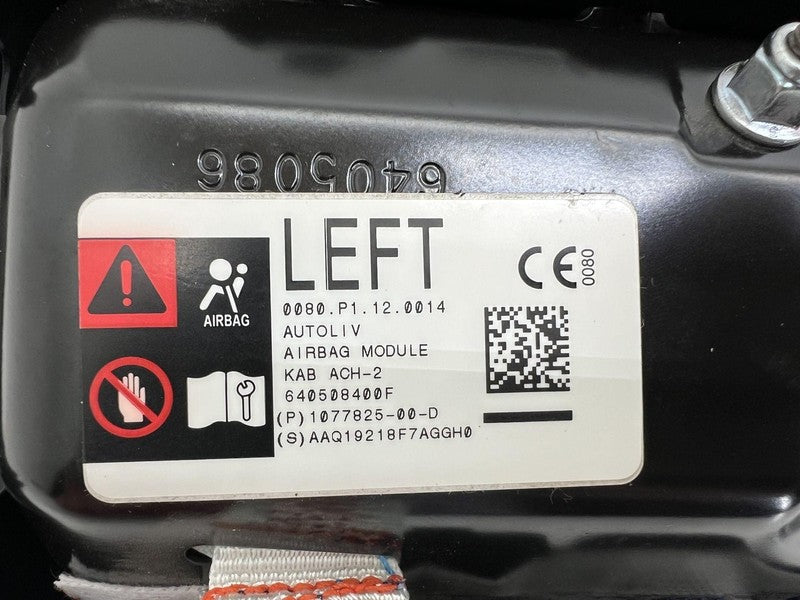 6405086
LEFT
CE 0080
AIRBAG
0080.P1.12.0014
AUTOLIV
AIRBAG MODULE
KAB ACH-2
640508400F
(P)1077825-00-D
(S)AAQ19218F7AGGH0